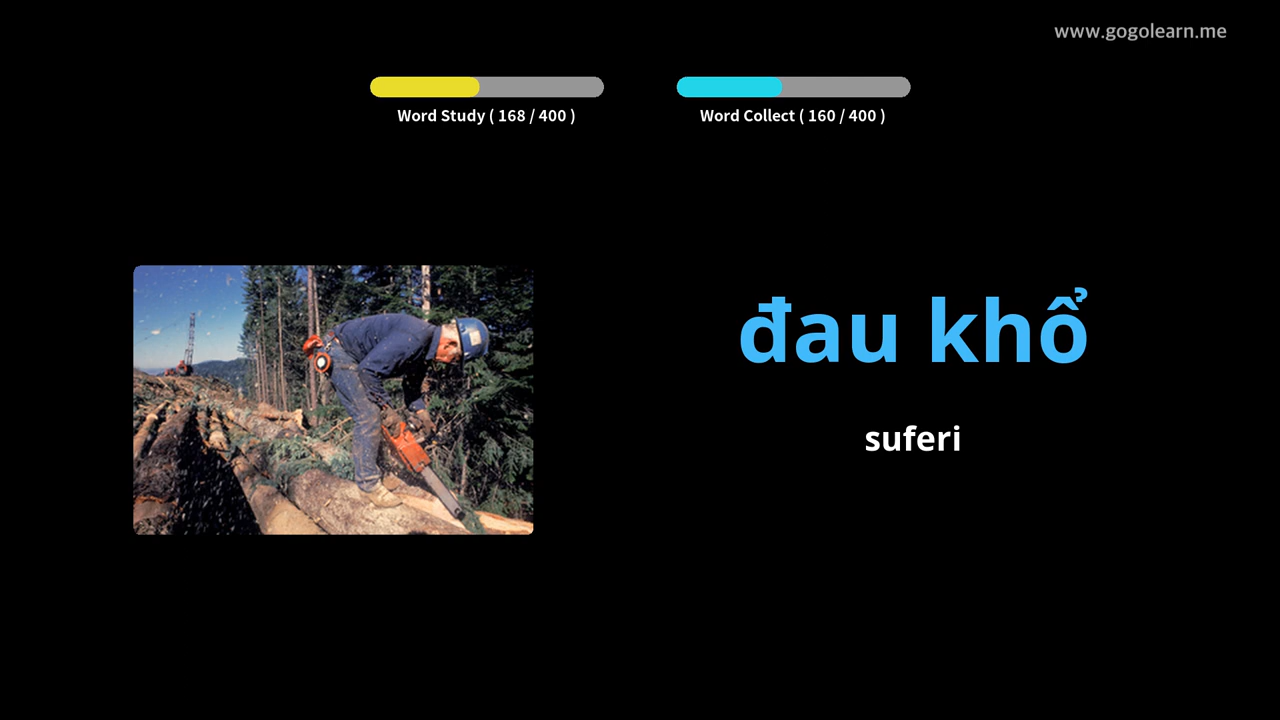 www.gogolearn.me
Word Study ( 168 / 400 )
Word Collect ( 160 / 400 )
đau khổ
suferi